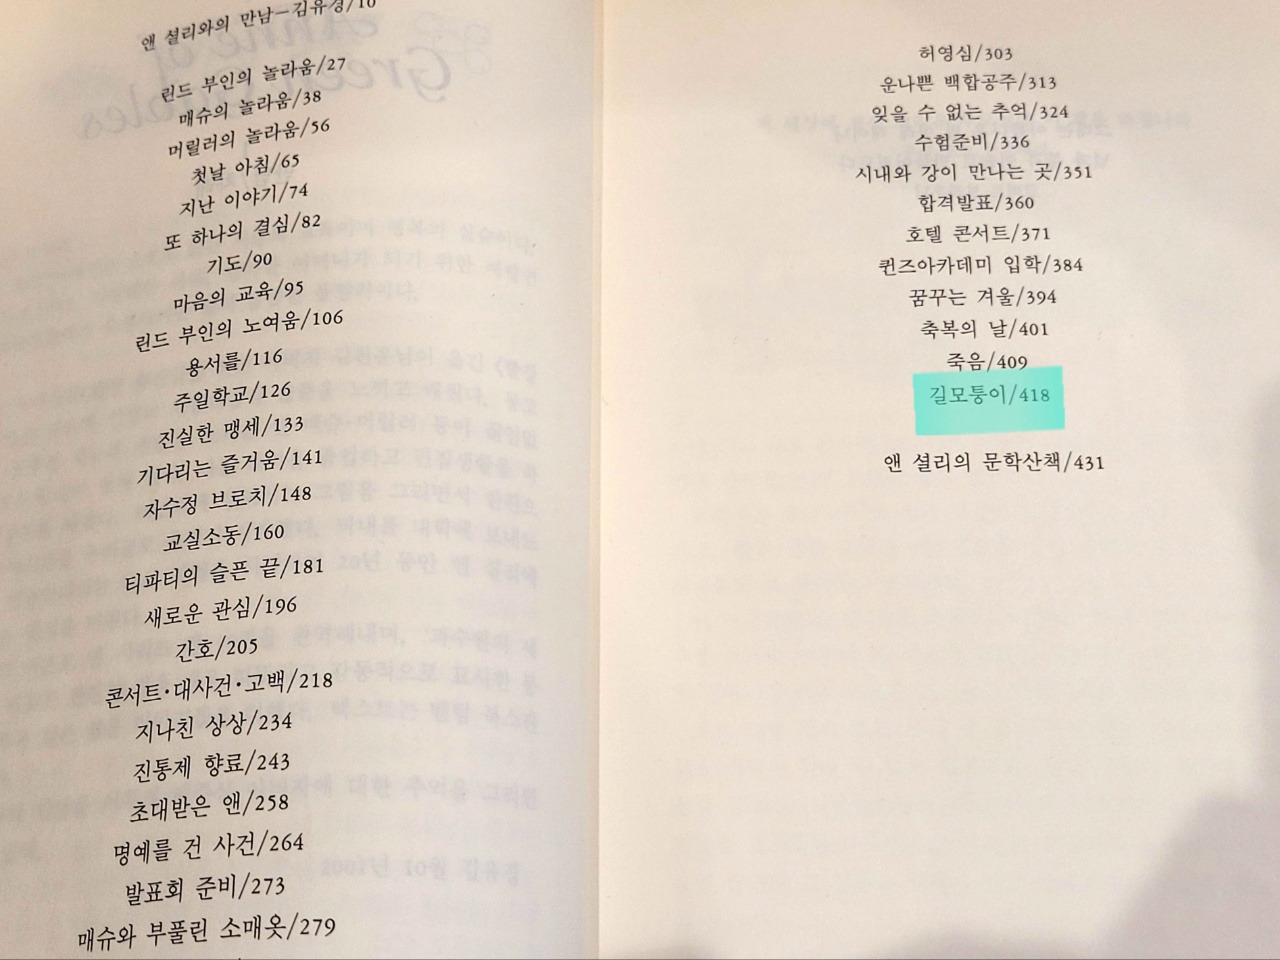 앤 셜리와의 만남—김유경/10
린드 부인의 놀라움/27
매슈의 놀라움/38
머릴러의 놀라움/56
첫날 아침/65
지난 이야기/74
또 하나의 결심/82
기도/90
마음의 교육/95
린드 부인의 노여움/106
용서를/116
주일학교/126
진실한 맹세/133
기다리는 즐거움/141
자수정 브로치/148
교실소동/160
티파티의 슬픈 끝/181
새로운 관심/196
간호/205
콘서트·대사건·고백/218
지나친 상상/234
진통제 향료/243
초대받은 앤/258
명예를 건 사건/264
발표회 준비/273
매슈와 부풀린 소매옷/279
허영심/303
운나쁜 백합공주/313
잊을 수 없는 추억/324
수험준비/336
시내와 강이 만나는 곳/351
합격발표/360
호텔 콘서트/371
퀸즈아카데미 입학/384
꿈꾸는 겨울/394
축복의 날/401
죽음/409
길모퉁이/418
앤 셜리의 문학산책/431